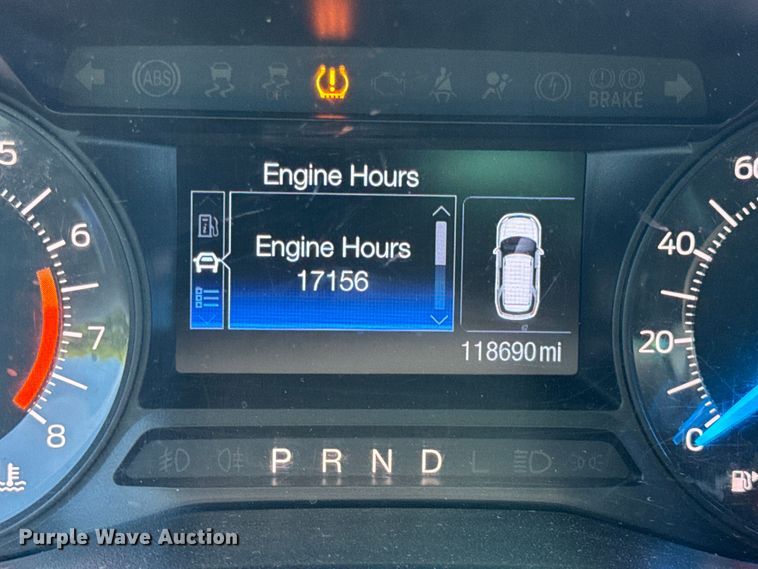 ABS
BRAKE
Engine Hours
Engine Hours
17156
118690 mi
5
6
7
8
60
40
20
0
P R N D L
Purple Wave Auction